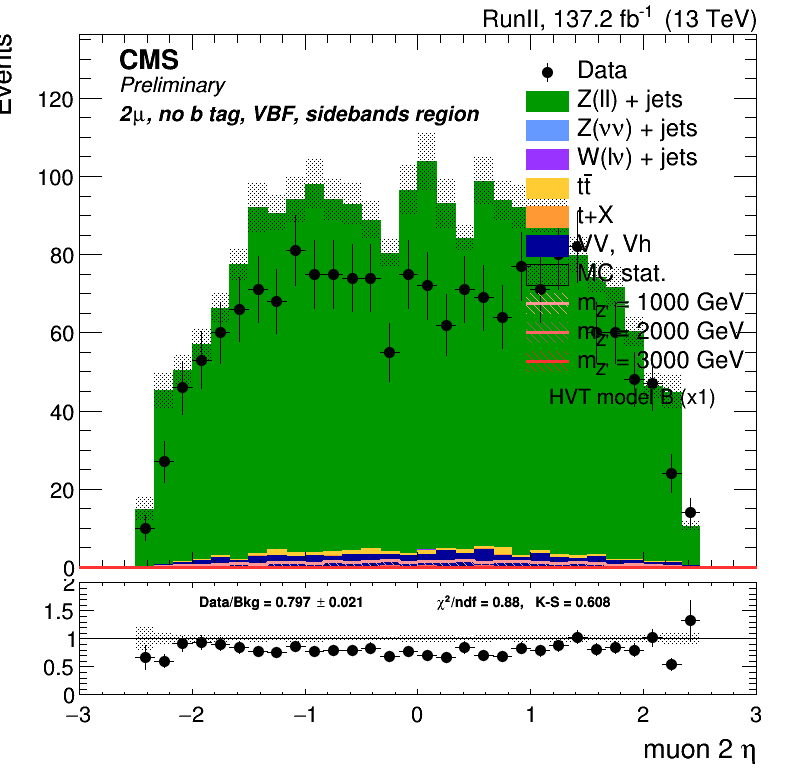 RunII, 137.2 fb⁻¹ (13 TeV)
Events
CMS
Preliminary
2μ, no b tag, VBF, sidebands region
Data
Z(ll) + jets
Z(νν) + jets
W(lν) + jets
tt̄
t+X
VV, Vh
MC stat.
m_Z' = 1000 GeV
m_Z' = 2000 GeV
m_Z' = 3000 GeV
HVT model B (x1)
120
100
80
60
40
20
0
Data/Bkg = 0.797 ± 0.021
χ²/ndf = 0.88, K-S = 0.608
2
1.5
1
0.5
0
−3 −2 −1 0 1 2 3
muon 2 η